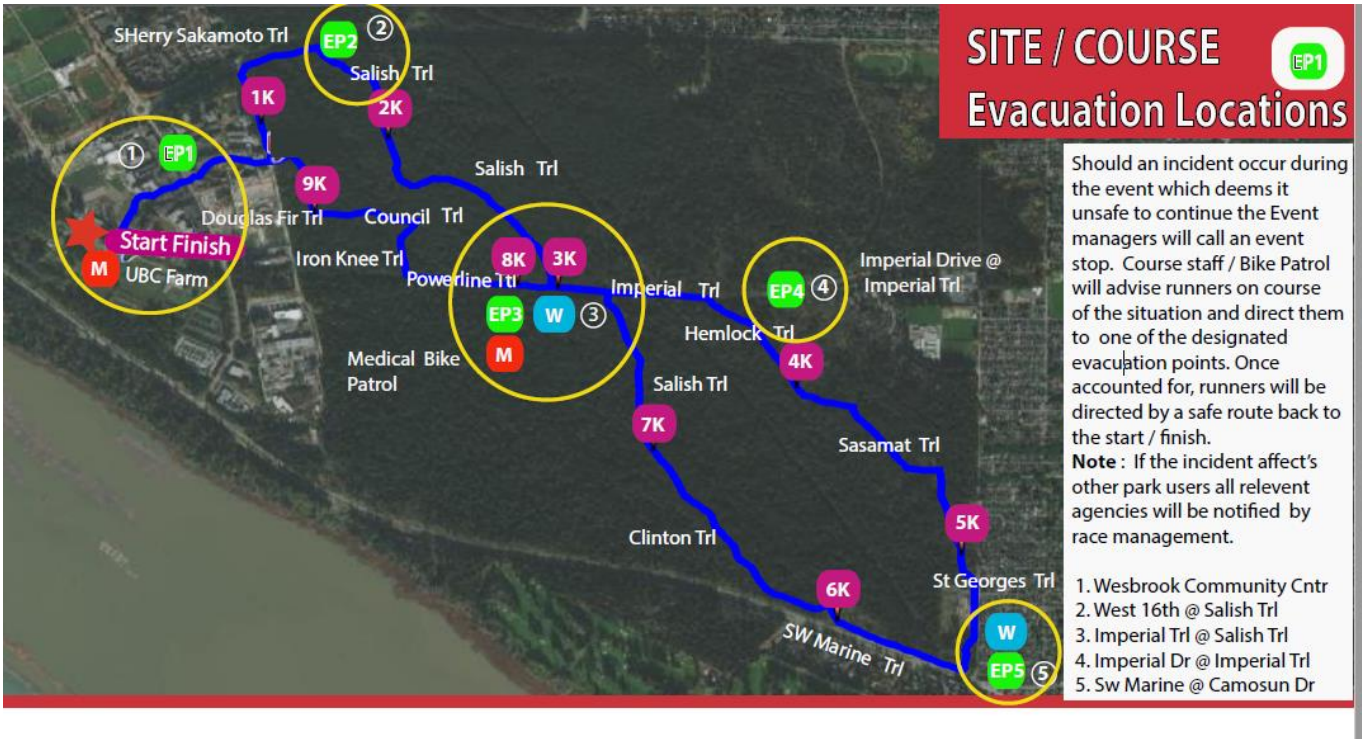 SITE / COURSE
EP1
Evacuation Locations
Should an incident occur during
the event which deems it
unsafe to continue the Event
managers will call an event
stop. Course staff / Bike Patrol
will advise runners on course
of the situation and direct them
to one of the designated
evacuation points. Once
accounted for, runners will be
directed by a safe route back to
the start / finish.
Note : If the incident affect's
other park users all relevent
agencies will be notified by
race management.
1. Wesbrook Community Cntr
2. West 16th @ Salish Trl
3. Imperial Trl @ Salish Trl
4. Imperial Dr @ Imperial Trl
5. Sw Marine @ Camosun Dr
SHerry Sakamoto Trl
EP2
2
Salish Trl
1K
2K
1
EP1
Salish Trl
9K
Douglas Fir Trl
Council Trl
Start Finish
M
UBC Farm
Iron Knee Trl
8K
3K
Powerline Ttl
Imperial Trl
EP4
4
Imperial Drive @
Imperial Trl
EP3
W
3
Hemlock Trl
Medical Bike
Patrol
M
4K
Salish Trl
7K
Sasamat Trl
5K
Clinton Trl
St Georges Trl
6K
SW Marine Trl
W
EP5
5